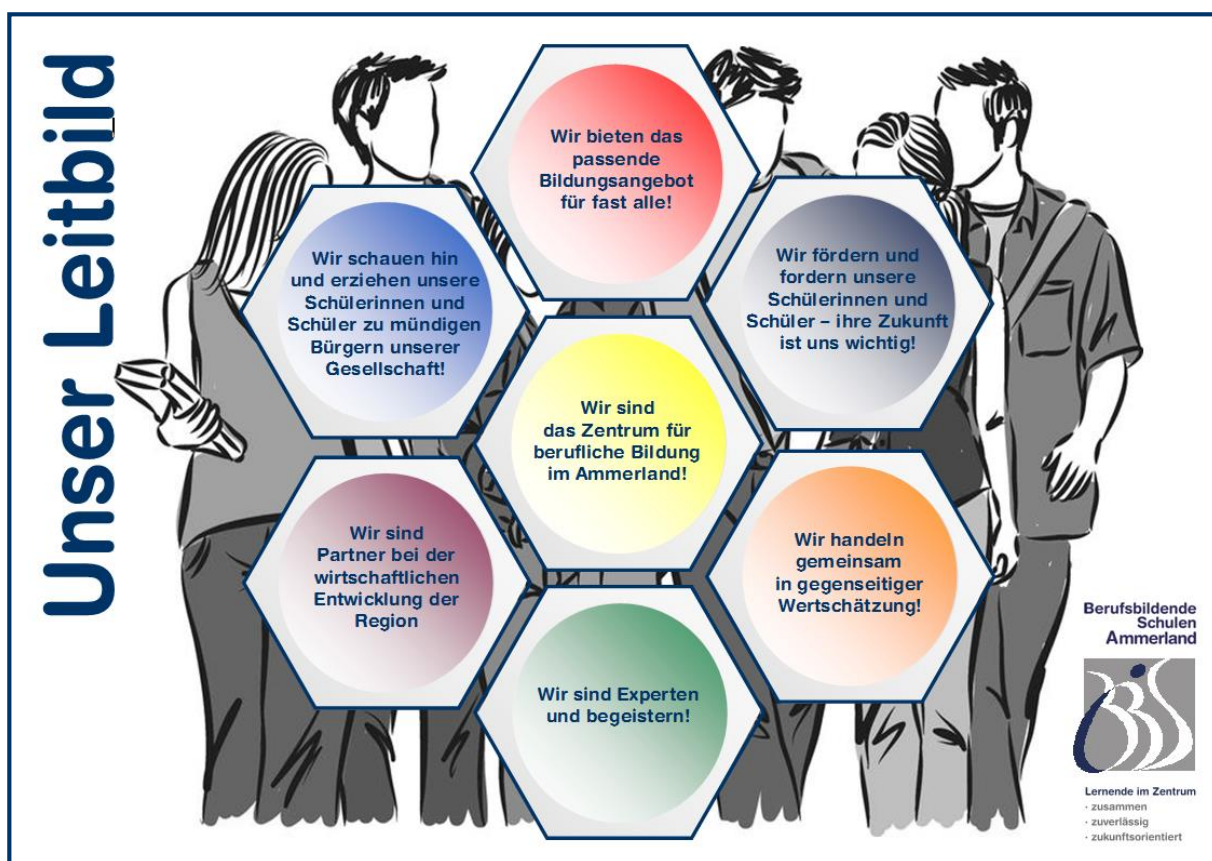 Unser Leitbild
Wir bieten das
passende
Bildungsangebot
für fast alle!
Wir schauen hin
und erziehen unsere
Schülerinnen und
Schüler zu mündigen
Bürgern unserer
Gesellschaft!
Wir fördern und
fordern unsere
Schülerinnen und
Schüler – ihre Zukunft
ist uns wichtig!
Wir sind
das Zentrum für
berufliche Bildung
im Ammerland!
Wir sind
Partner bei der
wirtschaftlichen
Entwicklung der
Region
Wir handeln
gemeinsam
in gegenseitiger
Wertschätzung!
Wir sind Experten
und begeistern!
Berufsbildende
Schulen
Ammerland
BBS
Lernende im Zentrum
· zusammen
· zuverlässig
· zukunftsorientiert